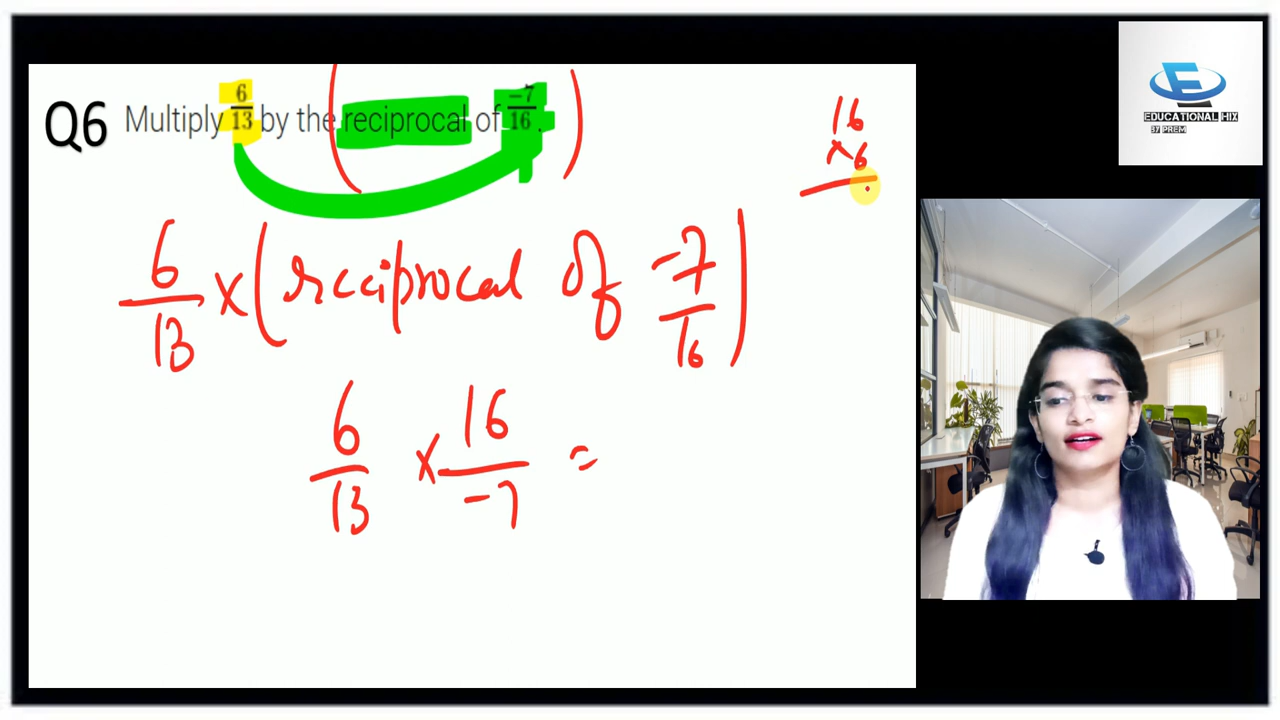 Q6 Multiply 6/13 by the reciprocal of -7/16.
EDUCATIONAL HIX
BY PREM
16
×6
6/13 × (reciprocal of -7/16)
6/13 × 16/-7 =